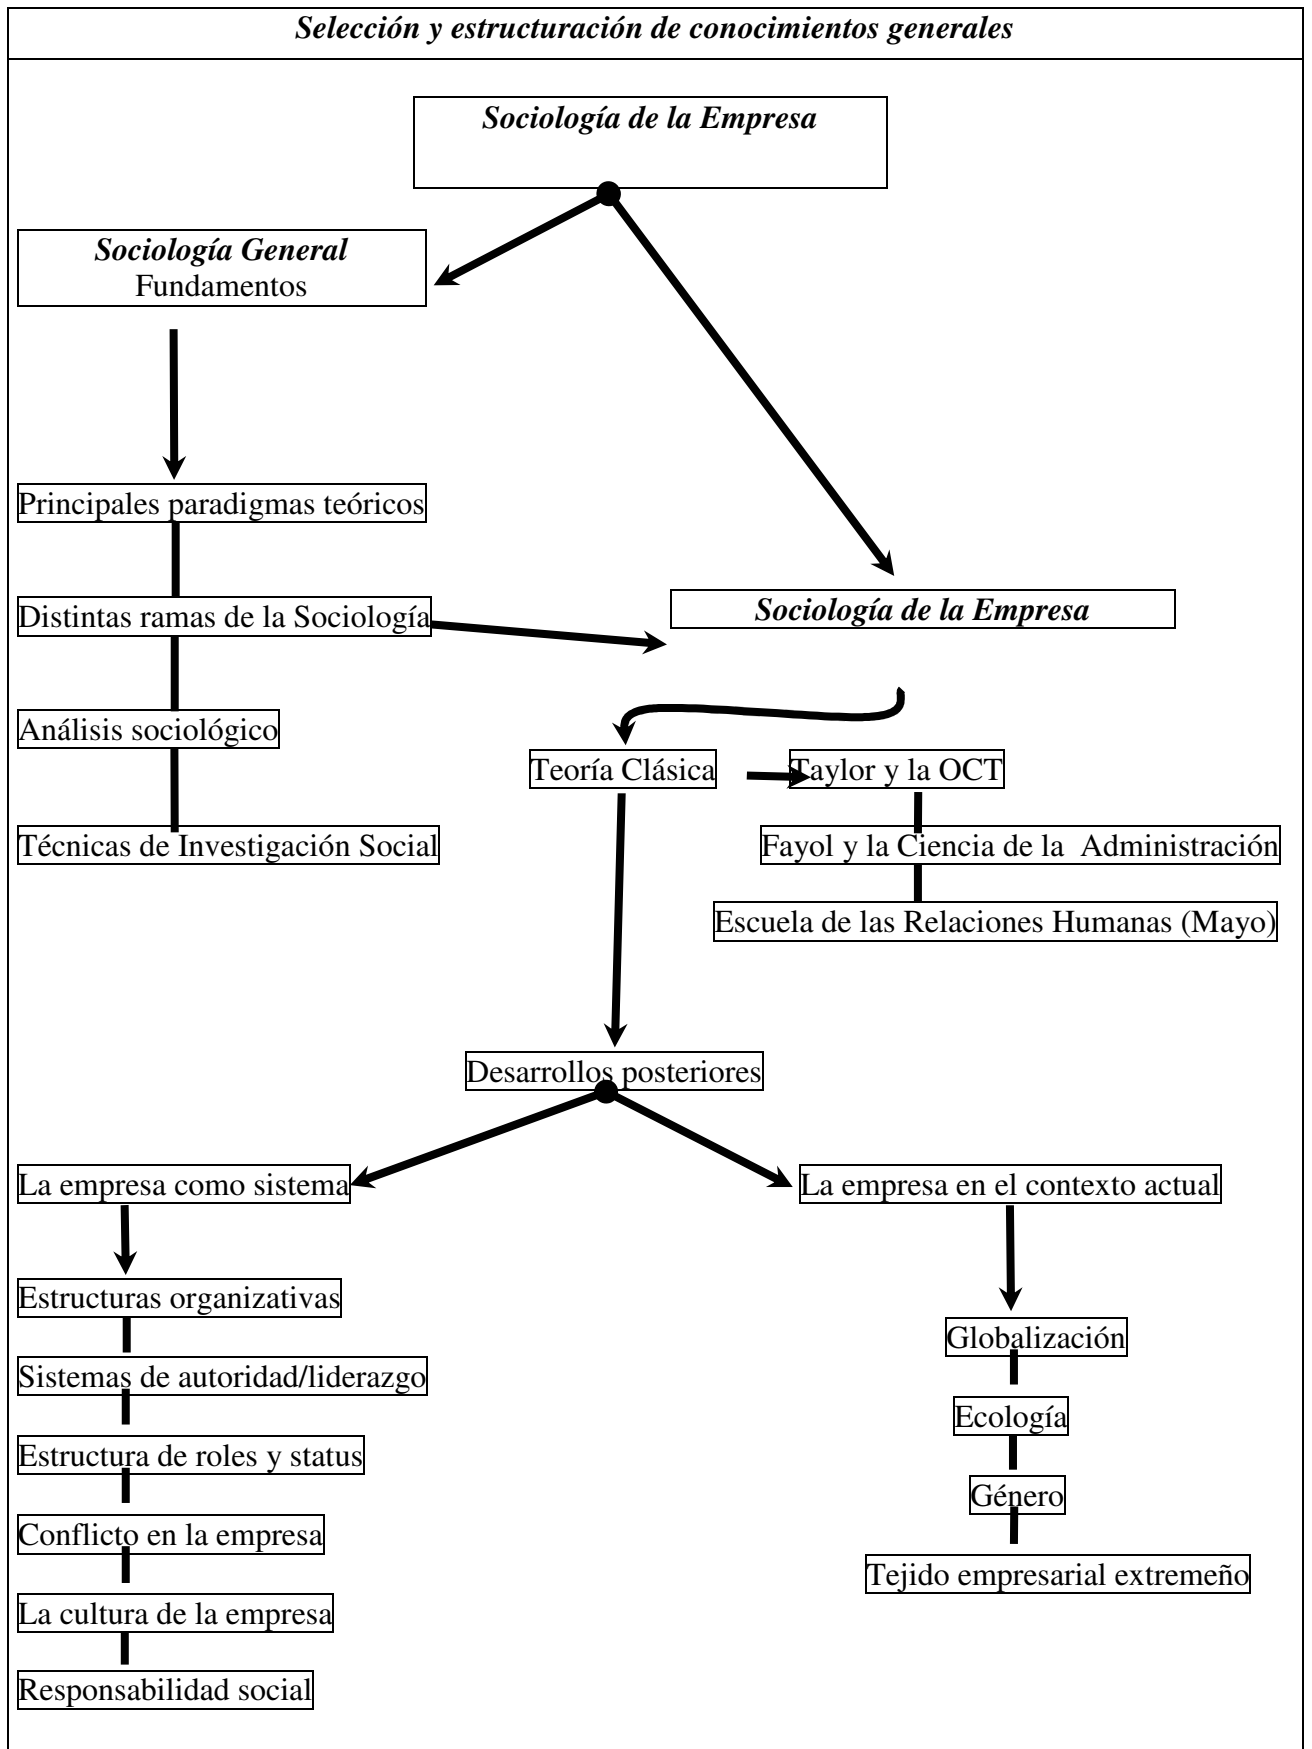 Selección y estructuración de conocimientos generales
Sociología de la Empresa
Sociología General
Fundamentos
Principales paradigmas teóricos
Distintas ramas de la Sociología
Sociología de la Empresa
Análisis sociológico
Teoría Clásica
Taylor y la OCT
Técnicas de Investigación Social
Fayol y la Ciencia de la  Administración
Escuela de las Relaciones Humanas (Mayo)
Desarrollos posteriores
La empresa como sistema
La empresa en el contexto actual
Estructuras organizativas
Sistemas de autoridad/liderazgo
Estructura de roles y status
Conflicto en la empresa
La cultura de la empresa
Responsabilidad social
Globalización
Ecología
Género
Tejido empresarial extremeño